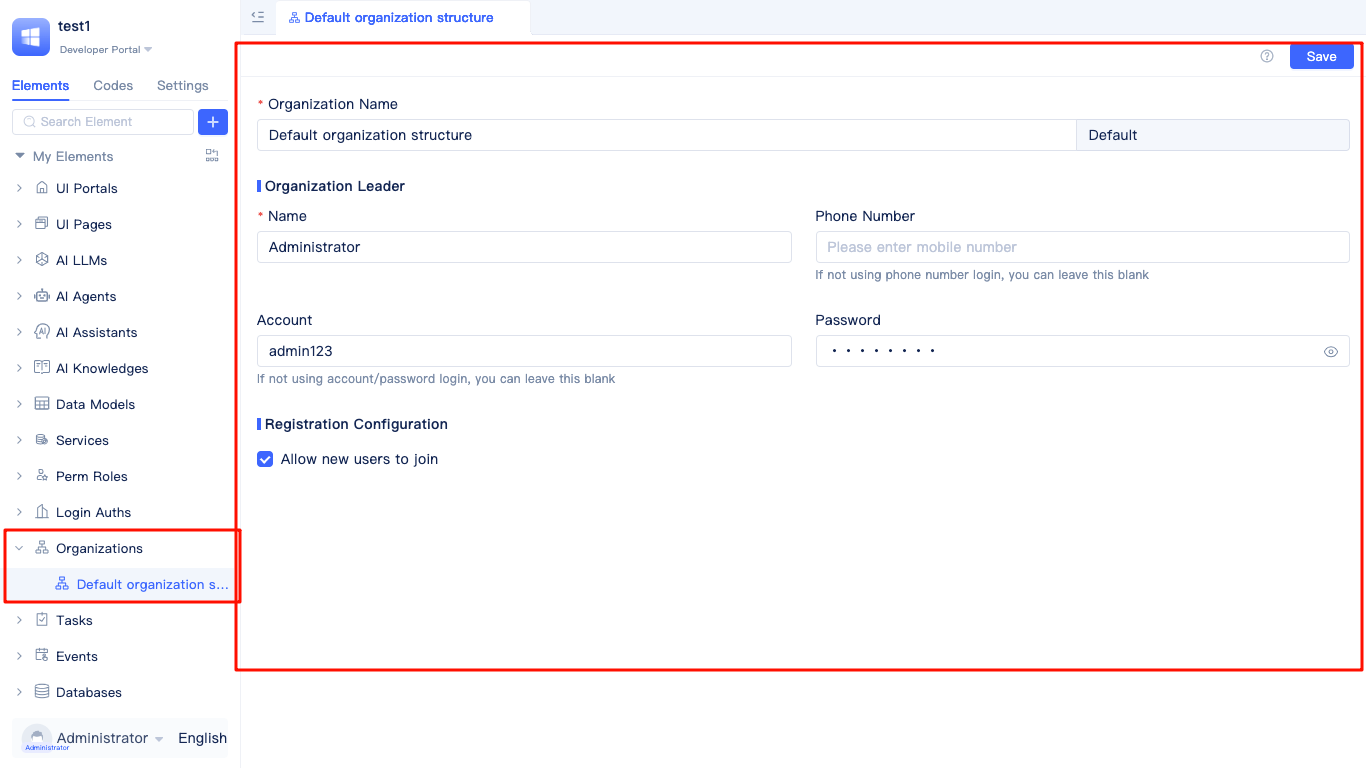 test1
Developer Portal
Elements Codes Settings
Search Element
My Elements
UI Portals
UI Pages
AI LLMs
AI Agents
AI Assistants
AI Knowledges
Data Models
Services
Perm Roles
Login Auths
Organizations
Default organization s...
Tasks
Events
Databases
Administrator
Administrator English
Default organization structure
Save
* Organization Name
Default organization structure Default
Organization Leader
* Name Phone Number
Administrator Please enter mobile number
If not using phone number login, you can leave this blank
Account Password
admin123 • • • • • • • •
If not using account/password login, you can leave this blank
Registration Configuration
Allow new users to join